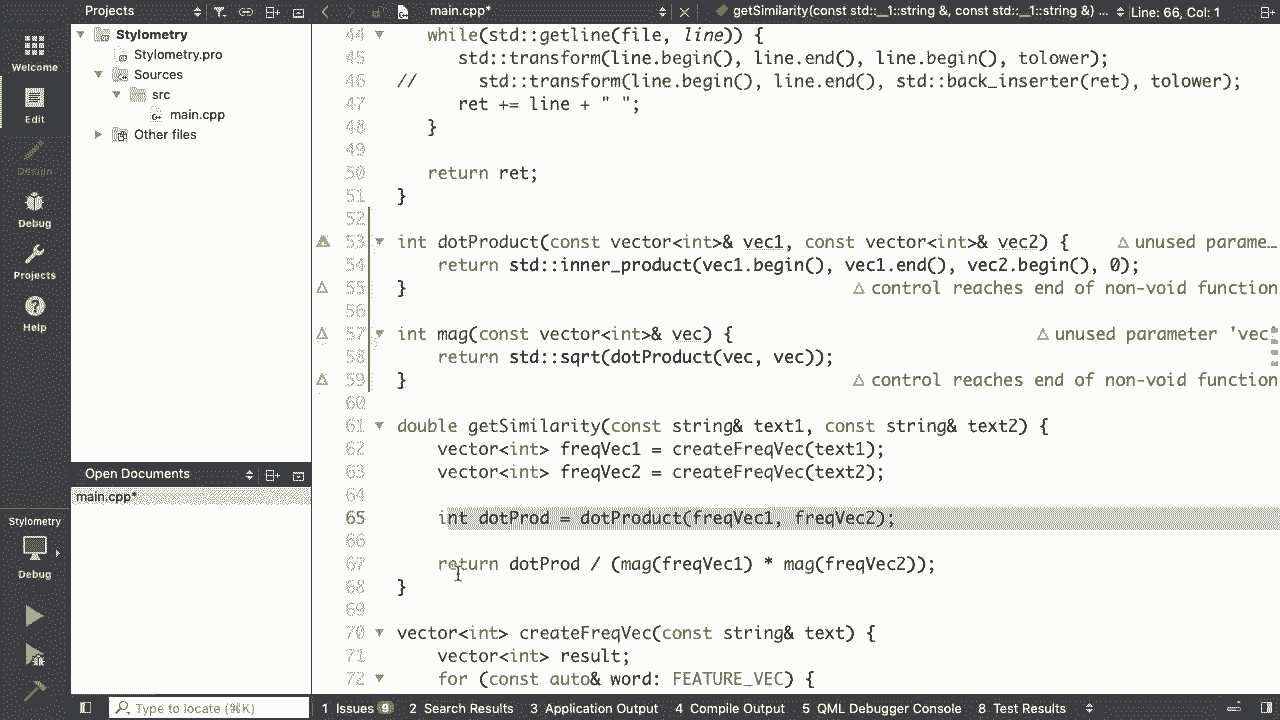 Projects
main.cpp*
getSimilarity(const std::__1::string &, const std::__1::string &) ...
Line: 66, Col: 1
Welcome
Edit
Design
Debug
Projects
Help
Stylometry
Debug
Stylometry
Stylometry.pro
Sources
src
main.cpp
Other files
Open Documents
main.cpp*
44 while(std::getline(file, line)) {
45 std::transform(line.begin(), line.end(), line.begin(), tolower);
46 // std::transform(line.begin(), line.end(), std::back_inserter(ret), tolower);
47 ret += line + " ";
48 }
49
50 return ret;
51 }
52
53 int dotProduct(const vector<int>& vec1, const vector<int>& vec2) { unused parame...
54 return std::inner_product(vec1.begin(), vec1.end(), vec2.begin(), 0);
55 } control reaches end of non-void function
56
57 int mag(const vector<int>& vec) { unused parameter 'vec'
58 return std::sqrt(dotProduct(vec, vec));
59 } control reaches end of non-void function
60
61 double getSimilarity(const string& text1, const string& text2) {
62 vector<int> freqVec1 = createFreqVec(text1);
63 vector<int> freqVec2 = createFreqVec(text2);
64
65 int dotProd = dotProduct(freqVec1, freqVec2);
66
67 return dotProd / (mag(freqVec1) * mag(freqVec2));
68 }
69
70 vector<int> createFreqVec(const string& text) {
71 vector<int> result;
72 for (const auto& word: FEATURE_VEC) {
Type to locate (⌘K)
1 Issues 9
2 Search Results
3 Application Output
4 Compile Output
5 QML Debugger Console
8 Test Results